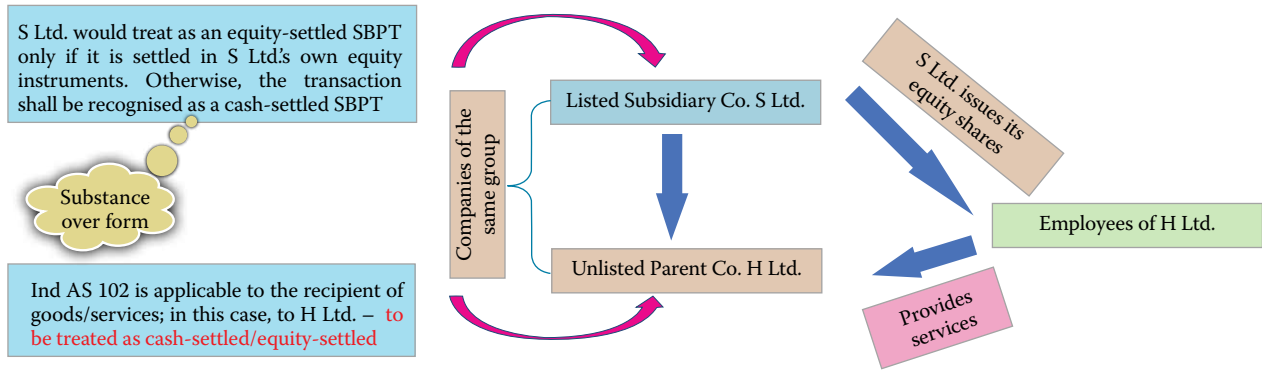 S Ltd. would treat as an equity-settled SBPT
only if it is settled in S Ltd.'s own equity
instruments. Otherwise, the transaction
shall be recognised as a cash-settled SBPT
Substance
over form
Ind AS 102 is applicable to the recipient of
goods/services; in this case, to H Ltd. – to
be treated as cash-settled/equity-settled
Companies of the
same group
Listed Subsidiary Co. S Ltd.
Unlisted Parent Co. H Ltd.
S Ltd. issues its
equity shares
Employees of H Ltd.
Provides
services